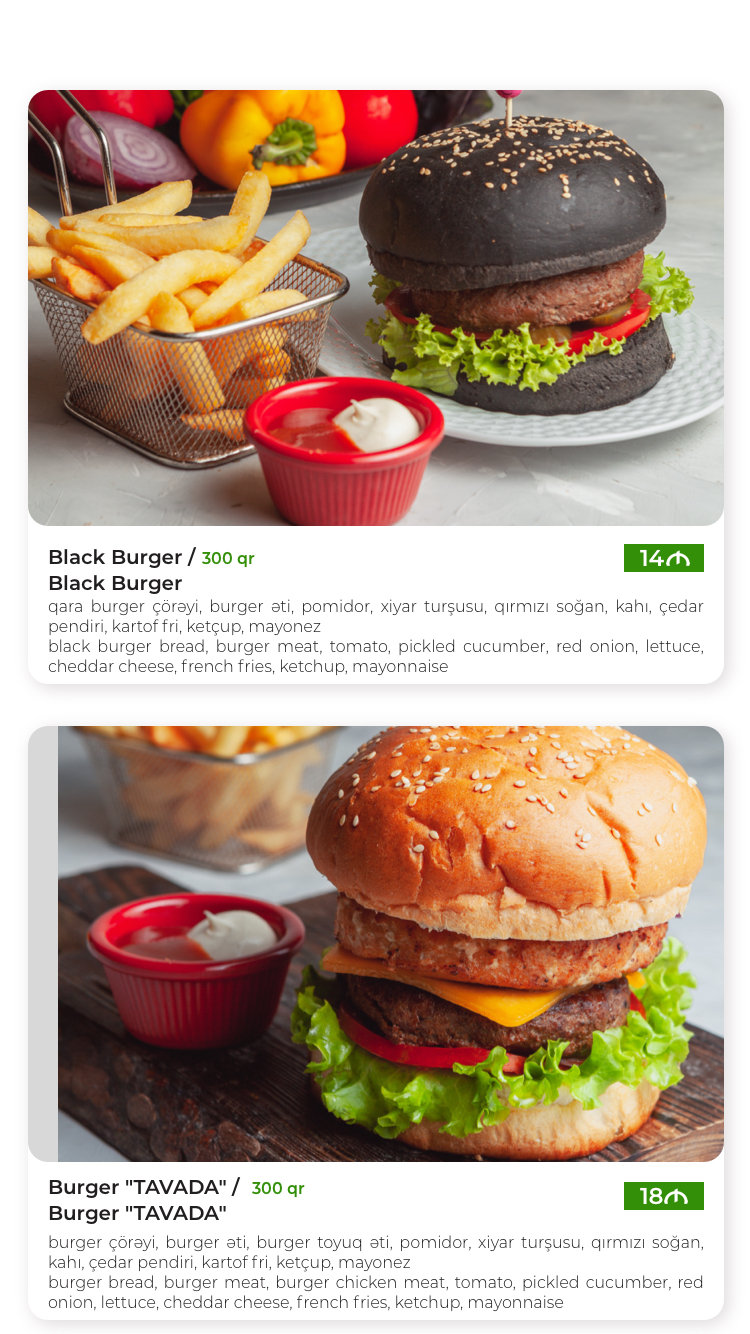 Black Burger / 300 qr
14₼
Black Burger
qara burger çörəyi, burger əti, pomidor, xiyar turşusu, qırmızı soğan, kahı, çedar
pendiri, kartof fri, ketçup, mayonez
black burger bread, burger meat, tomato, pickled cucumber, red onion, lettuce,
cheddar cheese, french fries, ketchup, mayonnaise
Burger "TAVADA" / 300 qr
18₼
Burger "TAVADA"
burger çörəyi, burger əti, burger toyuq əti, pomidor, xiyar turşusu, qırmızı soğan,
kahı, çedar pendiri, kartof fri, ketçup, mayonez
burger bread, burger meat, burger chicken meat, tomato, pickled cucumber, red
onion, lettuce, cheddar cheese, french fries, ketchup, mayonnaise